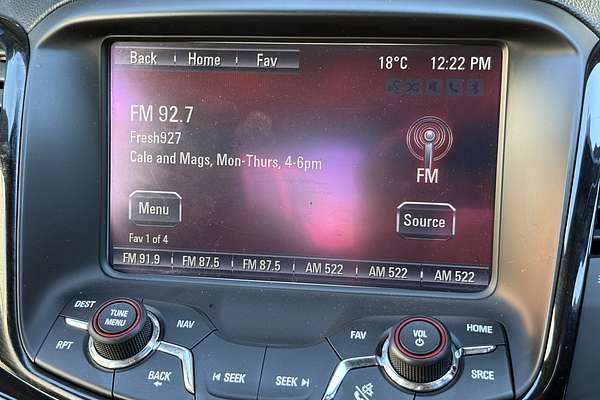 Back Home Fav 18°C 12:22 PM
FM 92.7
Fresh927
Cale and Mags, Mon-Thurs, 4-6pm
FM
Menu
Source
Fav 1 of 4
FM 91.9 FM 87.5 FM 87.5 AM 522 AM 522 AM 522
DEST
TUNE
MENU
NAV
RPT
BACK
SEEK
SEEK
FAV
VOL
HOME
SRCE